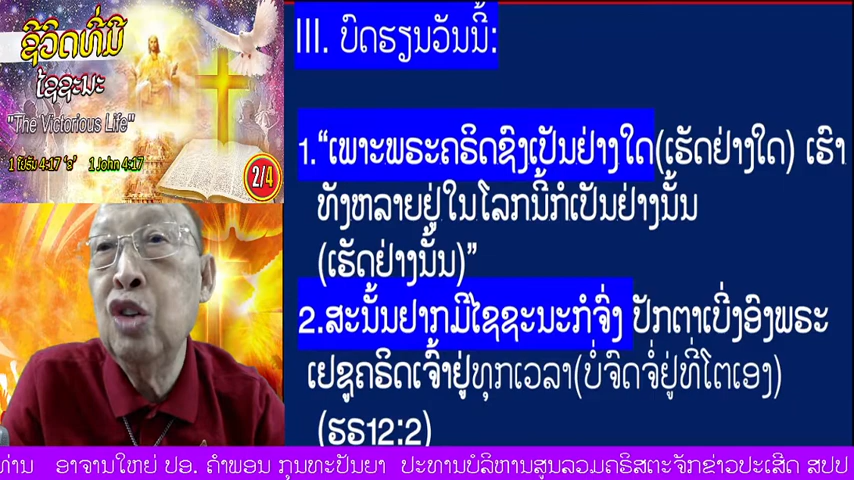 ຊີວິດທີ່ມີ
ໄຊຊະນະ
"The Victorious Life"
1 ໂຢຮັນ 4:17 'ຂ' 1 John 4:17
2/4
III. ບົດຮຽນວັນນີ້:
1.“ເພາະພຣະຄຣິດຊົງເປັນຢ່າງໃດ(ເຮັດຢ່າງໃດ) ເຮົາ
ທັງຫລາຍຢູ່ໃນໂລກນີ້ກໍເປັນຢ່າງນັ້ນ
(ເຮັດຢ່າງນັ້ນ)”
2.ສະນັ້ນຢາກມີໄຊຊະນະກໍຈົ່ງ ປັກຕາເບິ່ງອົງພຣະ
ເຢຊູຄຣິດເຈົ້າຢູ່ທຸກເວລາ(ບໍ່ຈົດຈໍ່ຢູ່ທີ່ໂຕເອງ)
(ຮຮ12:2)
ທ່ານ ອາຈານໃຫຍ່ ປອ. ຄຳພອນ ກຸນທະປັນຍາ ປະທານບໍລິຫານສູນລວມຄຣິສຕະຈັກຂ່າວປະເສີດ ສປປ